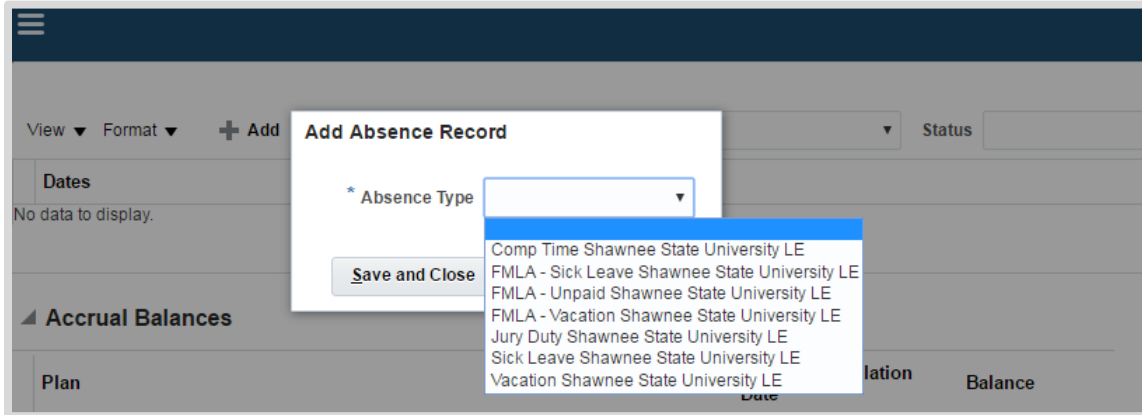 View Format Add
Add Absence Record
Status
Dates
* Absence Type
No data to display.
Comp Time Shawnee State University LE
Save and Close
FMLA - Sick Leave Shawnee State University LE
FMLA - Unpaid Shawnee State University LE
FMLA - Vacation Shawnee State University LE
Accrual Balances
Jury Duty Shawnee State University LE
Sick Leave Shawnee State University LE
Vacation Shawnee State University LE
Plan
lation
Date
Balance